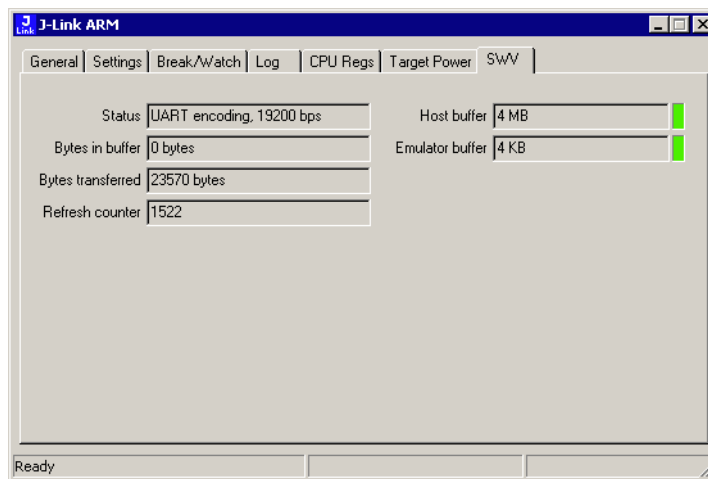 J Link J-Link ARM
General Settings Break/Watch Log CPU Regs Target Power SWV
Status UART encoding, 19200 bps Host buffer 4 MB
Bytes in buffer 0 bytes Emulator buffer 4 KB
Bytes transferred 23570 bytes
Refresh counter 1522
Ready